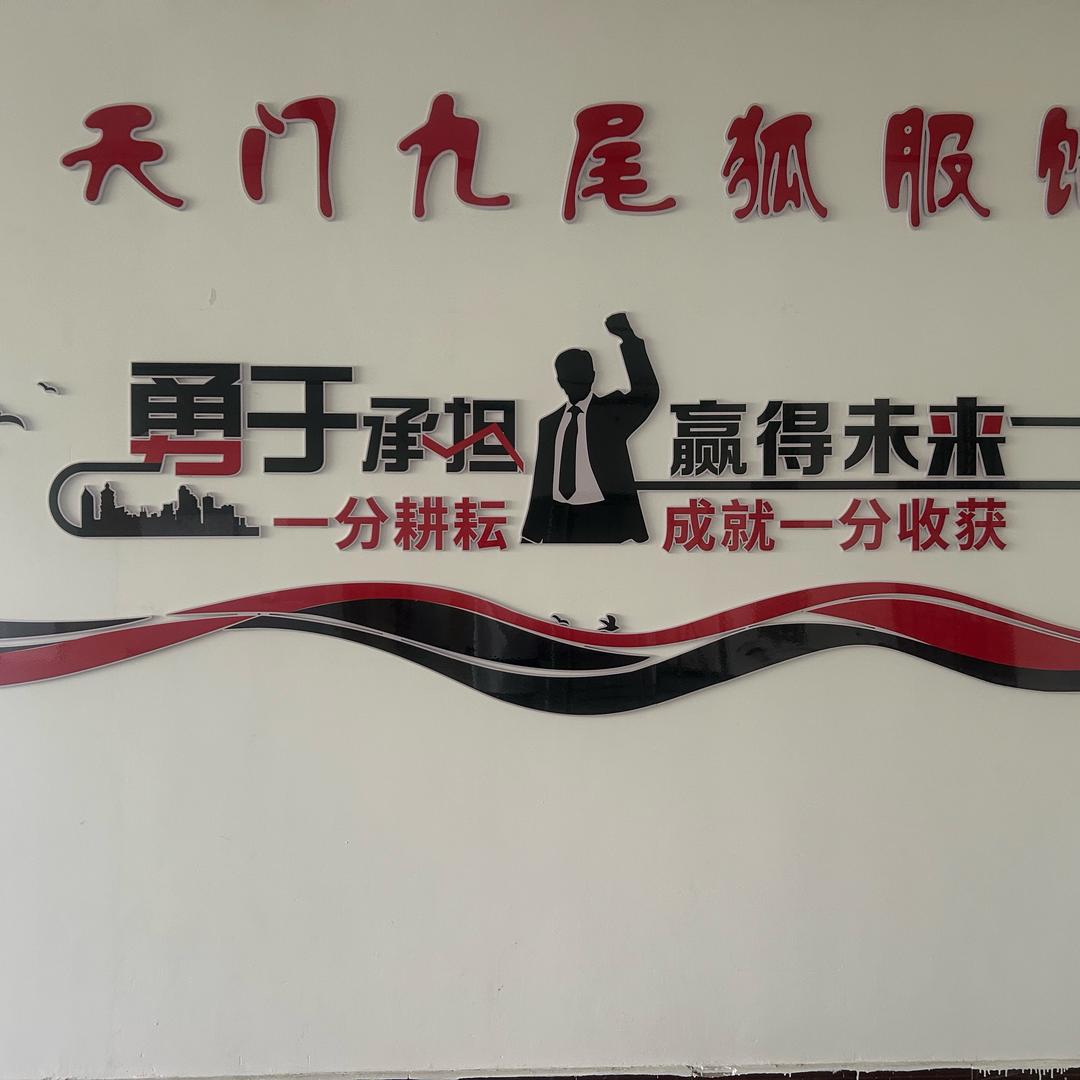 天门九尾狐服饰
勇于承担 赢得未来
一分耕耘 成就一分收获